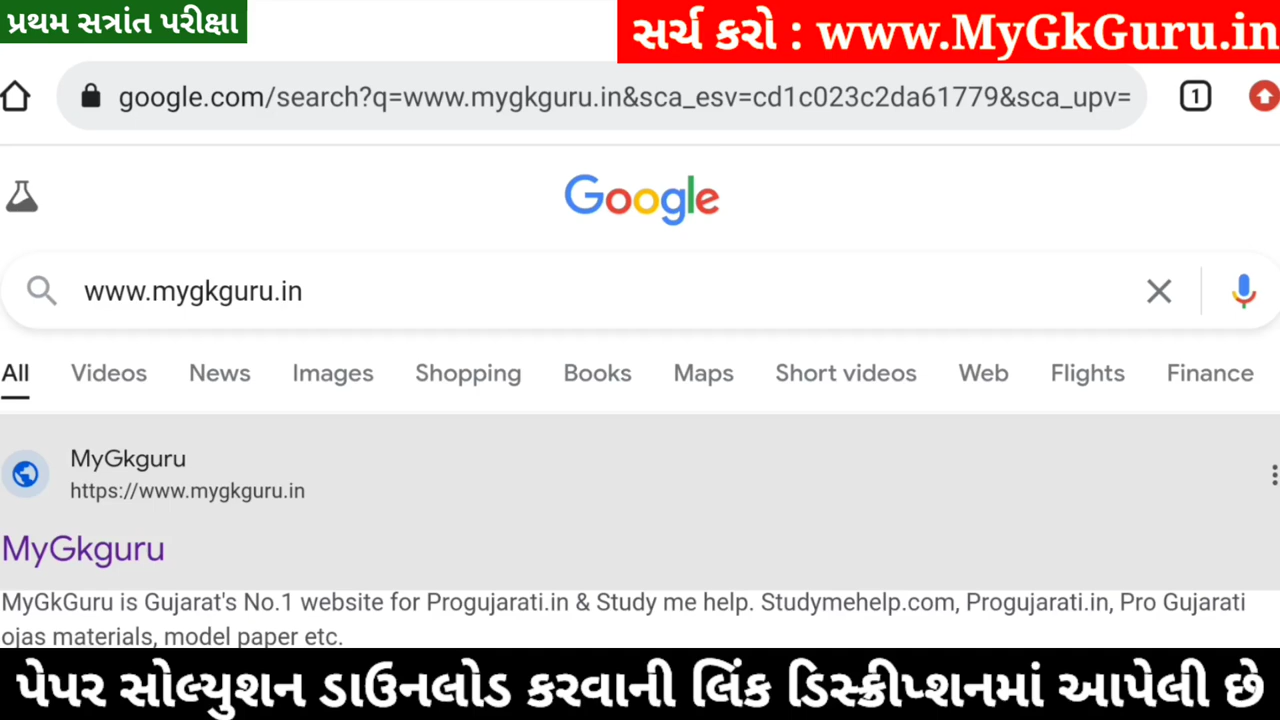 પ્રથમ સત્રાંત પરીક્ષા
સર્ચ કરો : www.MyGkGuru.in
google.com/search?q=www.mygkguru.in&sca_esv=cd1c023c2da61779&sca_upv=
1
Google
www.mygkguru.in
All Videos News Images Shopping Books Maps Short videos Web Flights Finance
MyGkguru
https://www.mygkguru.in
MyGkguru
MyGkGuru is Gujarat's No.1 website for Progujarati.in & Study me help. Studymehelp.com, Progujarati.in, Pro Gujarati
ojas materials, model paper etc.
પેપર સોલ્યુશન ડાઉનલોડ કરવાની લિંક ડિસ્ક્રીપ્શનમાં આપેલી છે